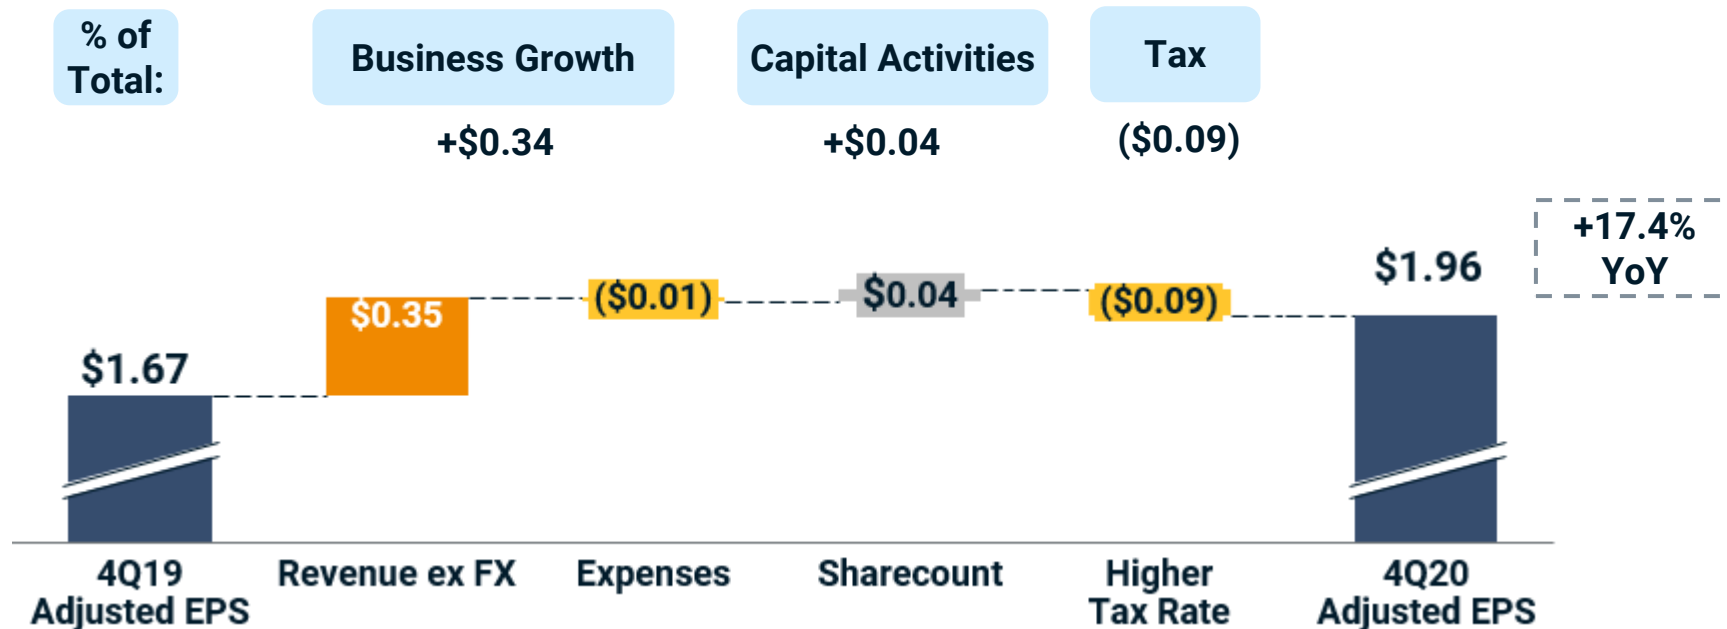 % of
Total:
Business Growth
Capital Activities
Tax
+$0.34
+$0.04
($0.09)
+17.4%
YoY
$1.67
$0.35
($0.01)
$0.04
($0.09)
$1.96
4Q19
Adjusted EPS
Revenue ex FX
Expenses
Sharecount
Higher
Tax Rate
4Q20
Adjusted EPS